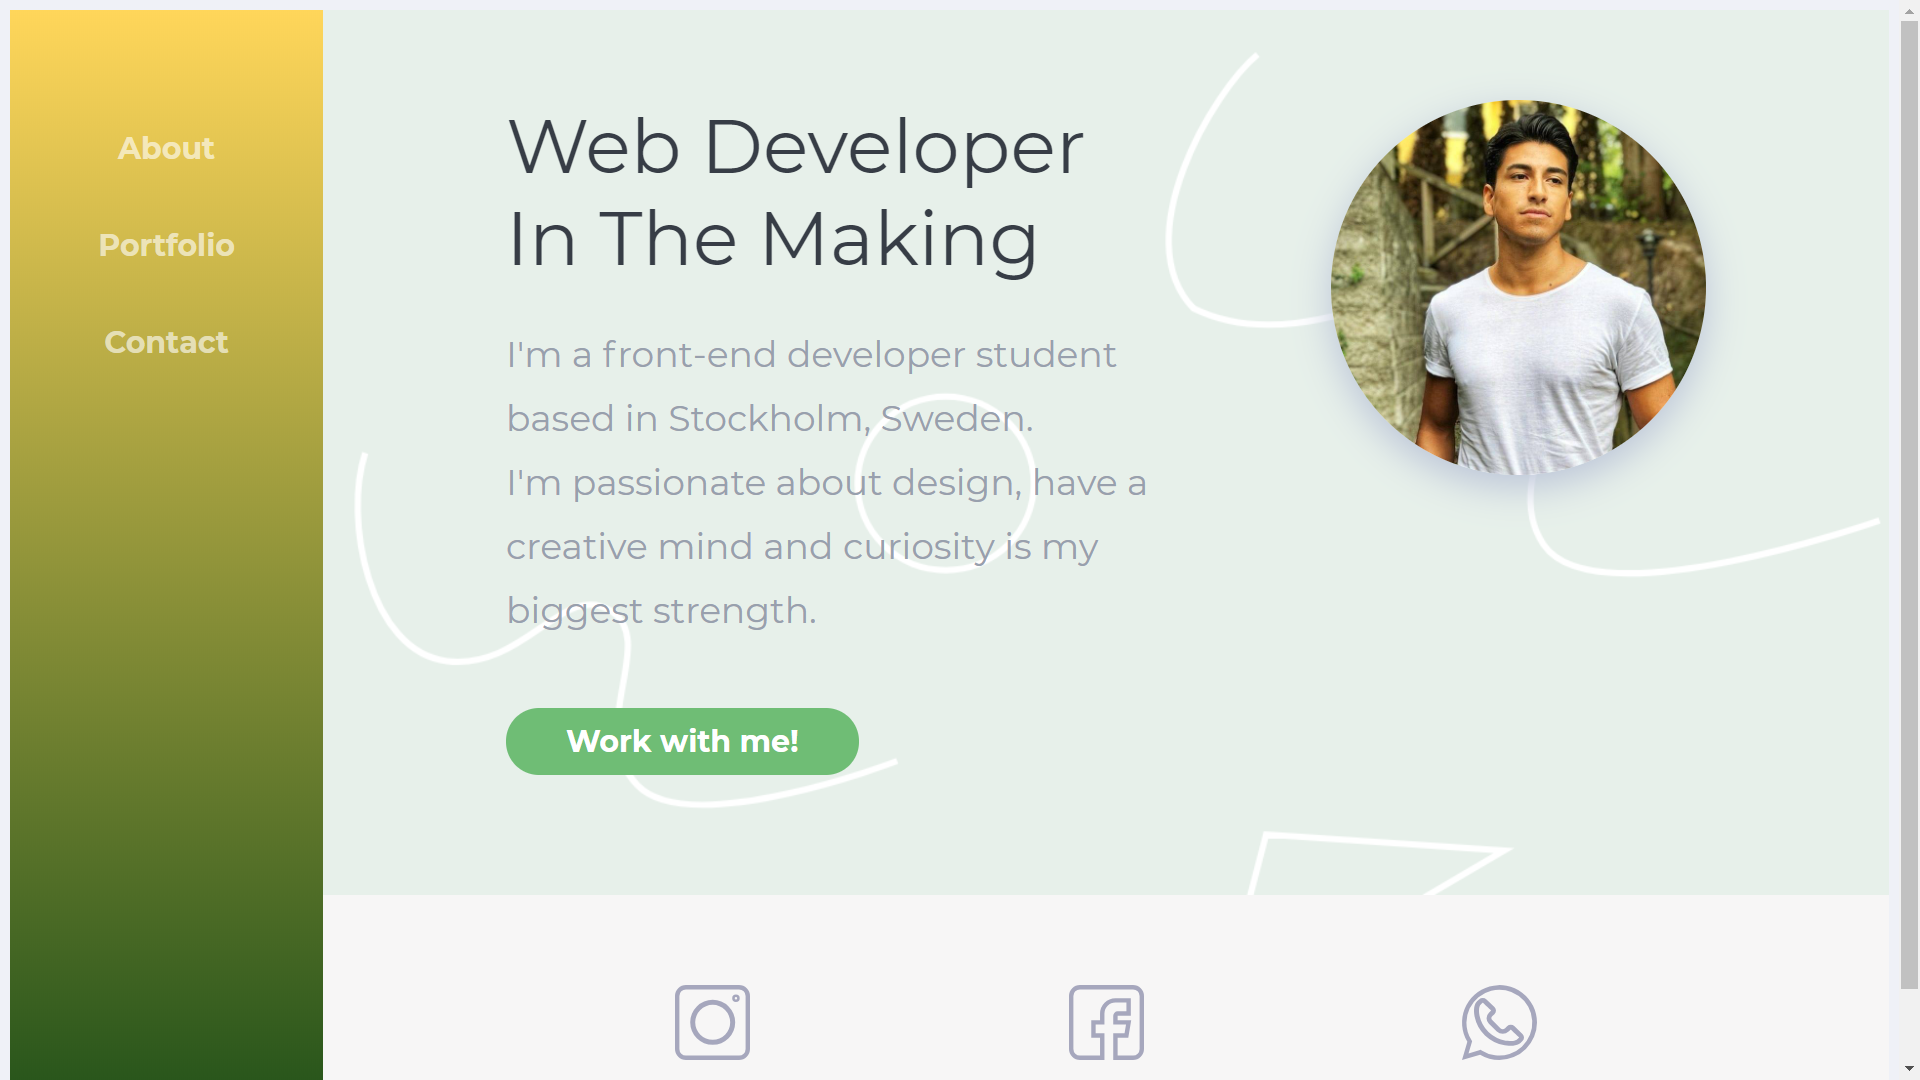 About
Portfolio
Contact
Web Developer
In The Making
I'm a front-end developer student
based in Stockholm, Sweden.
I'm passionate about design, have a
creative mind and curiosity is my
biggest strength.
Work with me!